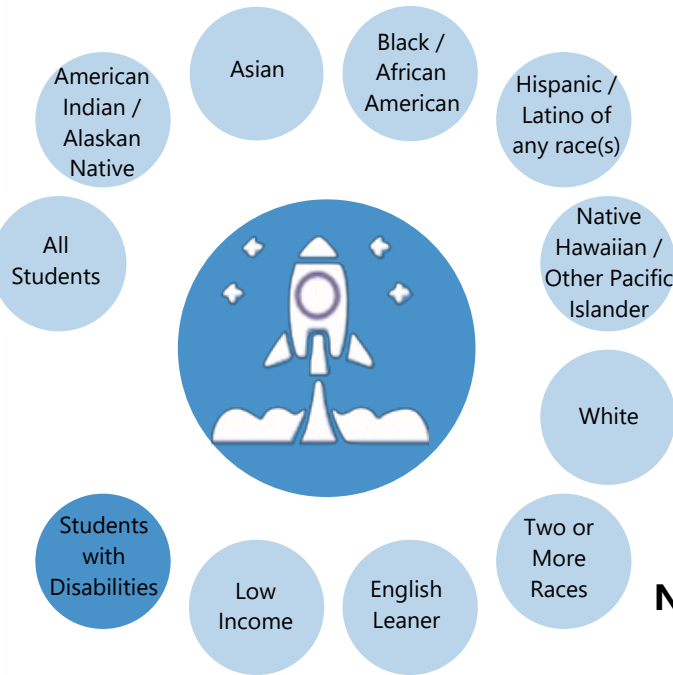 All
Students
American
Indian /
Alaskan
Native
Asian
Black /
African
American
Hispanic /
Latino of
any race(s)
Native
Hawaiian /
Other Pacific
Islander
White
Two or
More
Races
English
Leaner
Low
Income
Students
with
Disabilities
N